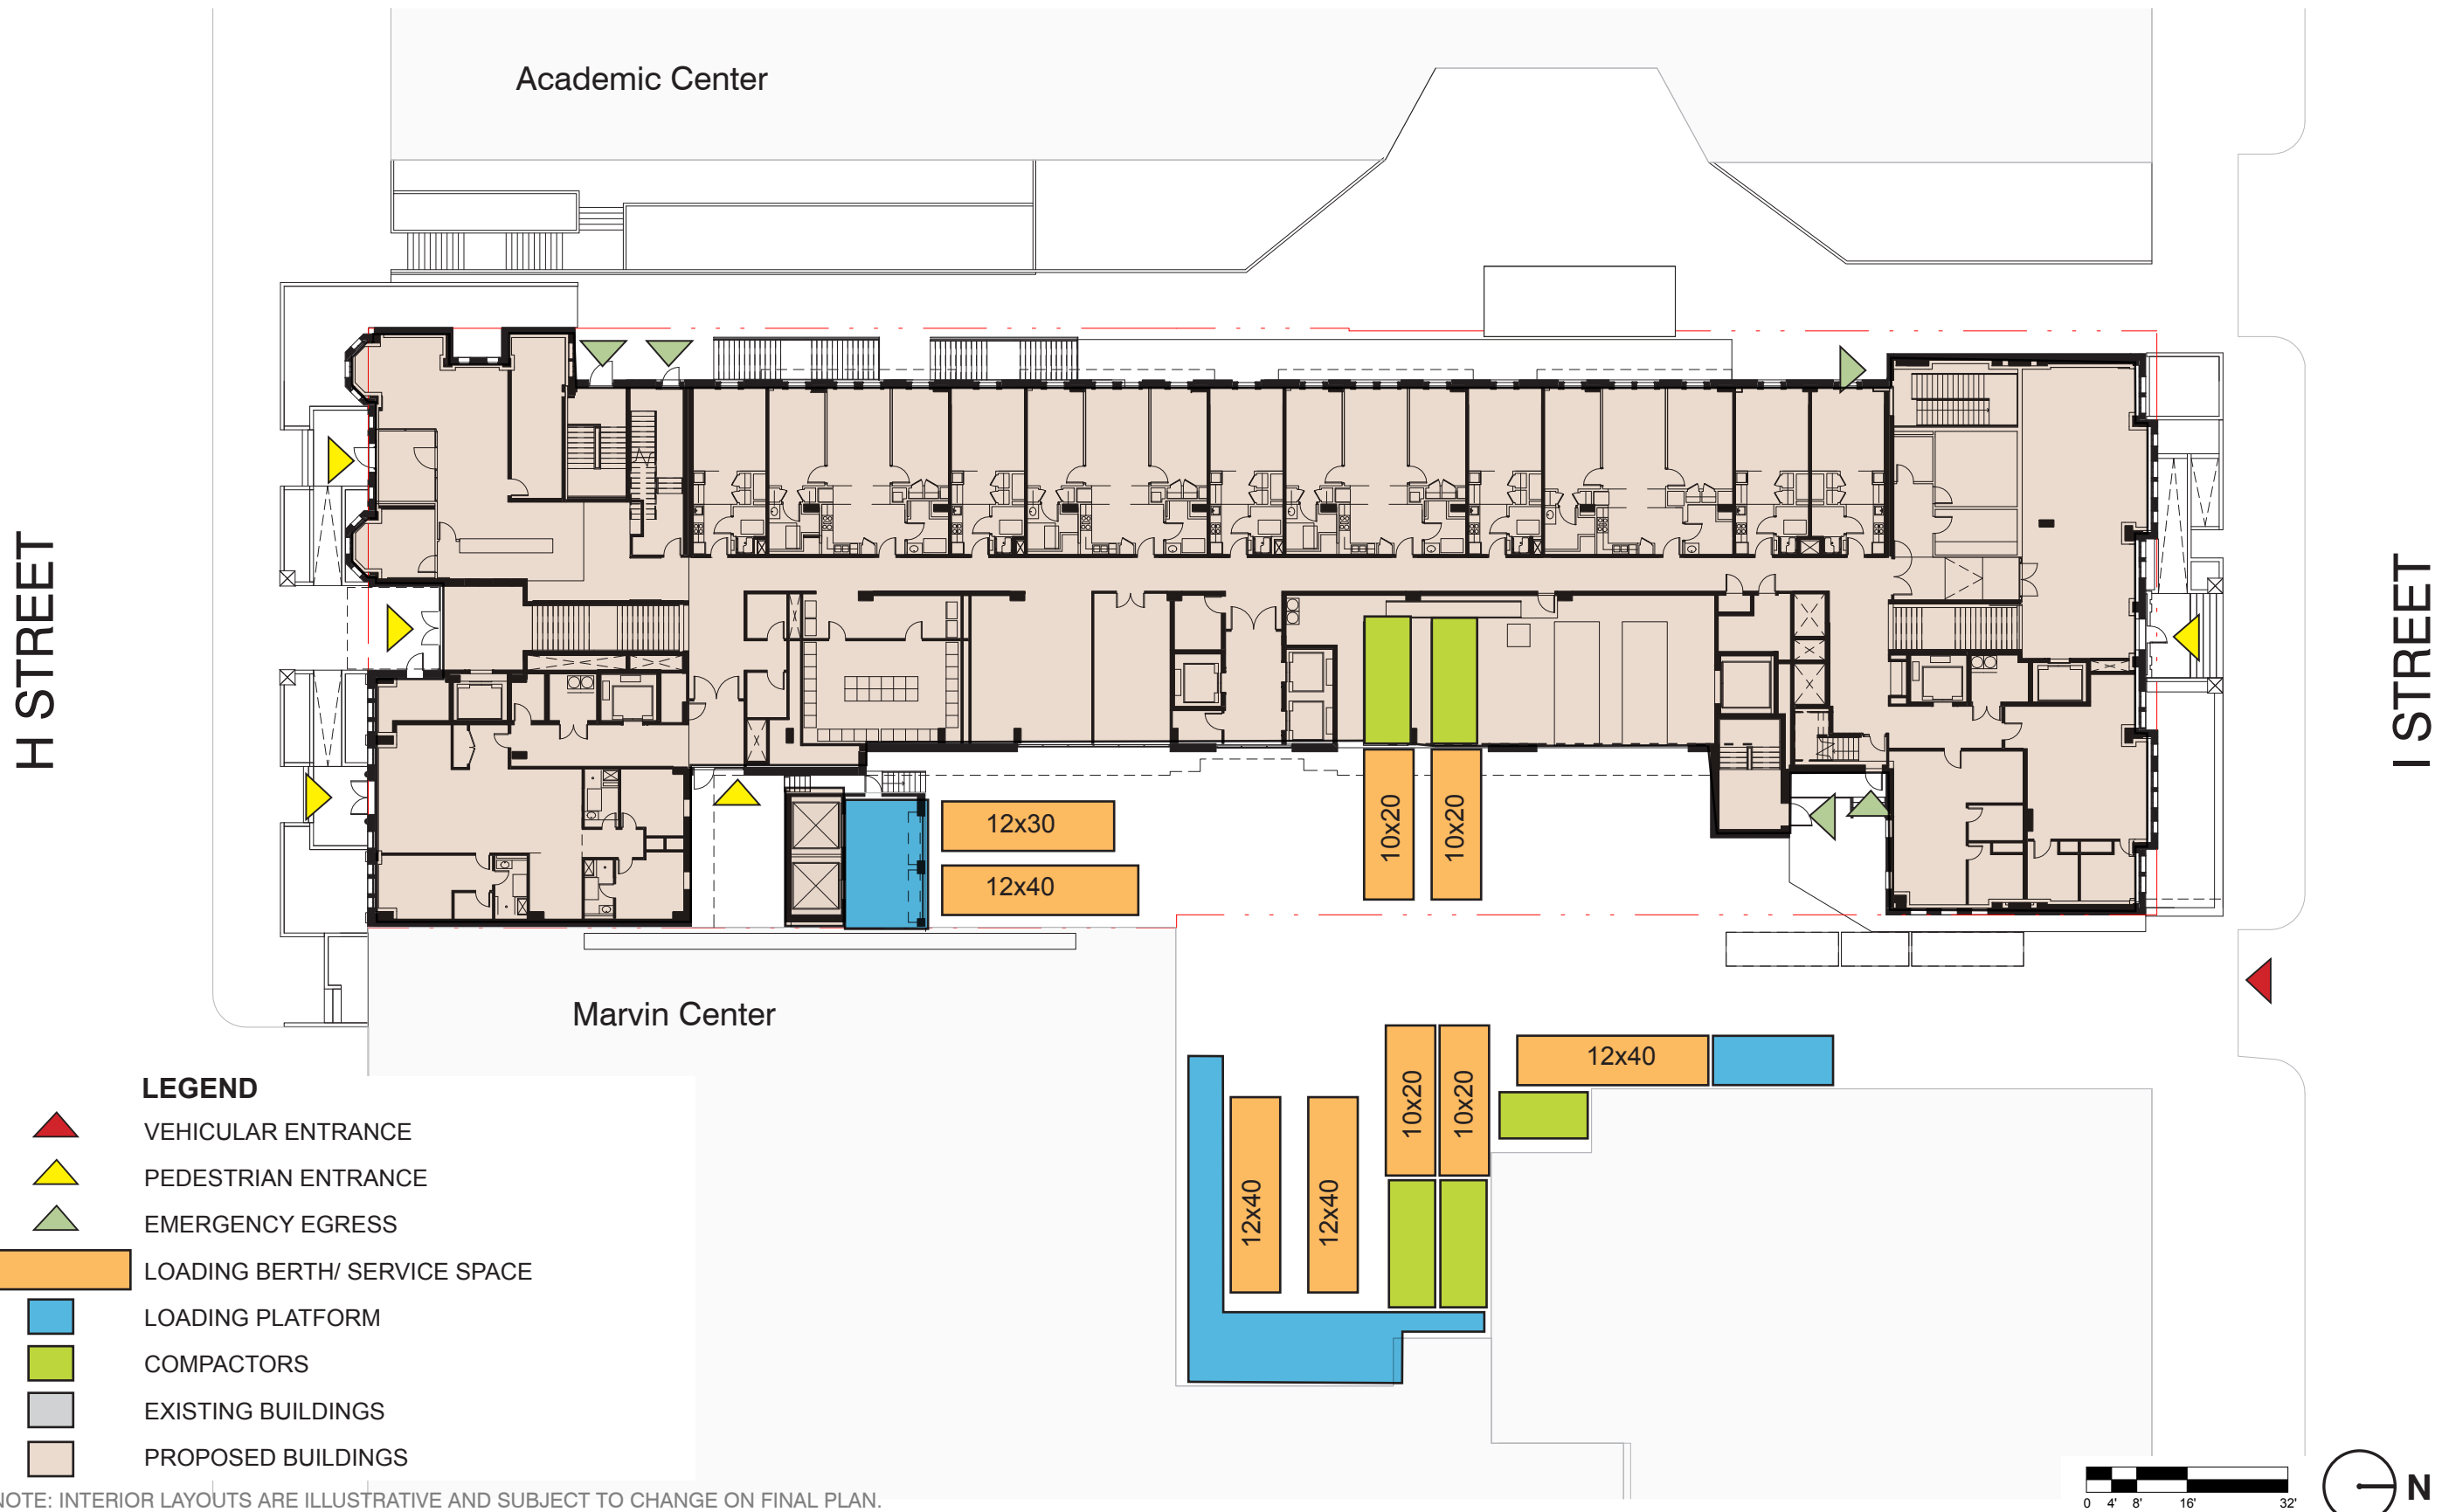 Academic Center
H STREET
I STREET
12x30
12x40
10x20
10x20
Marvin Center
10x20
10x20
12x40
12x40
12x40
LEGEND
VEHICULAR ENTRANCE
PEDESTRIAN ENTRANCE
EMERGENCY EGRESS
LOADING BERTH/ SERVICE SPACE
LOADING PLATFORM
COMPACTORS
EXISTING BUILDINGS
PROPOSED BUILDINGS
NOTE: INTERIOR LAYOUTS ARE ILLUSTRATIVE AND SUBJECT TO CHANGE ON FINAL PLAN.
0 4' 8' 16' 32'
N